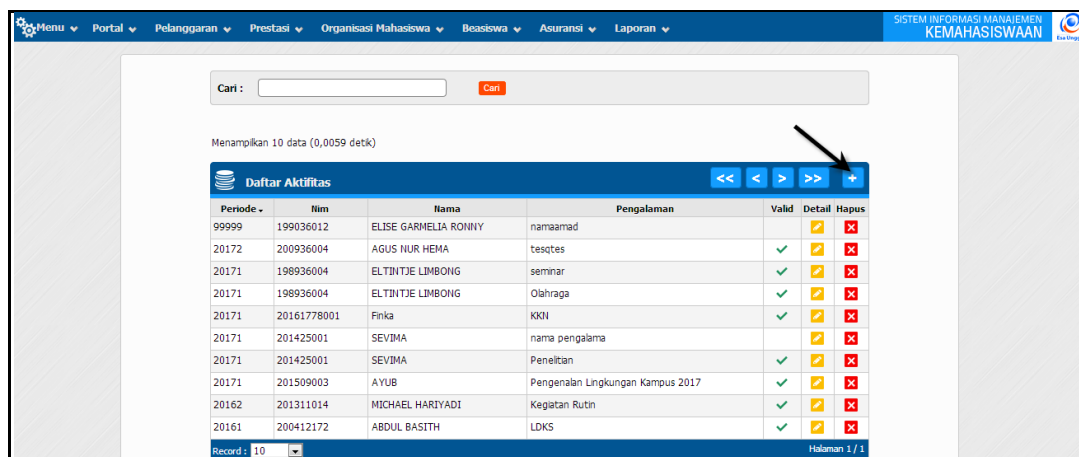 Menu Portal Pelanggaran Prestasi Organisasi Mahasiswa Beasiswa Asuransi Laporan
SISTEM INFORMASI MANAJEMEN
KEMAHASISWAAN
Esa Unggul
Cari : Cari
Menampilkan 10 data (0,0059 detik)
Daftar Aktifitas << < > >> +
Periode Nim Nama Pengalaman Valid Detail Hapus
99999 199036012 ELISE GARMELIA RONNY namaamad
20172 200936004 AGUS NUR HEMA tesqtes
20171 198936004 ELTINTJE LIMBONG seminar
20171 198936004 ELTINTJE LIMBONG Olahraga
20171 20161778001 Finka KKN
20171 201425001 SEVIMA nama pengalama
20171 201425001 SEVIMA Penelitian
20171 201509003 AYUB Pengenalan Lingkungan Kampus 2017
20162 201311014 MICHAEL HARIYADI Kegiatan Rutin
20161 200412172 ABDUL BASITH LDKS
Record : 10 Halaman 1 / 1